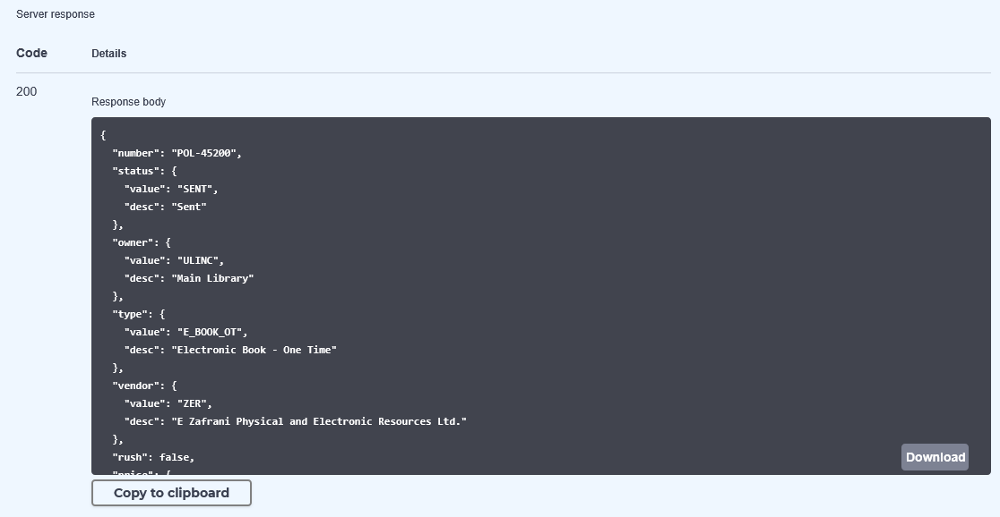 Server response
Code Details
200
Response body
{
  "number": "POL-45200",
  "status": {
    "value": "SENT",
    "desc": "Sent"
  },
  "owner": {
    "value": "ULINC",
    "desc": "Main Library"
  },
  "type": {
    "value": "E_BOOK_OT",
    "desc": "Electronic Book - One Time"
  },
  "vendor": {
    "value": "ZER",
    "desc": "E Zafrani Physical and Electronic Resources Ltd."
  },
  "rush": false,
  "price": {
Download
Copy to clipboard